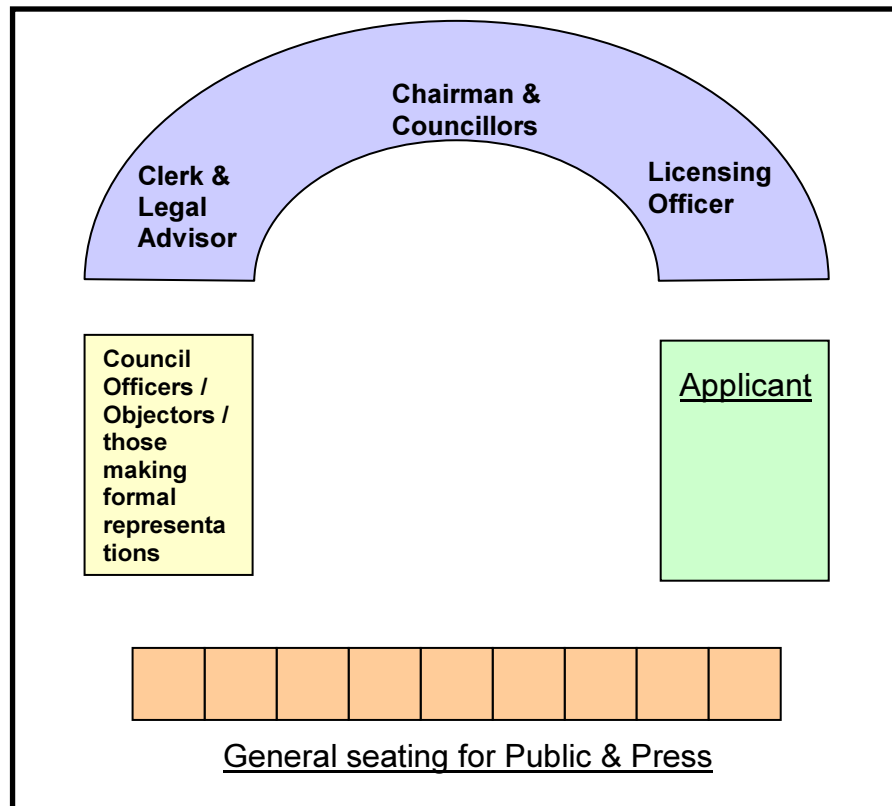 Chairman &
Councillors
Clerk &
Legal
Advisor
Licensing
Officer
Council
Officers /
Objectors /
those
making
formal
representa
tions
Applicant
General seating for Public & Press